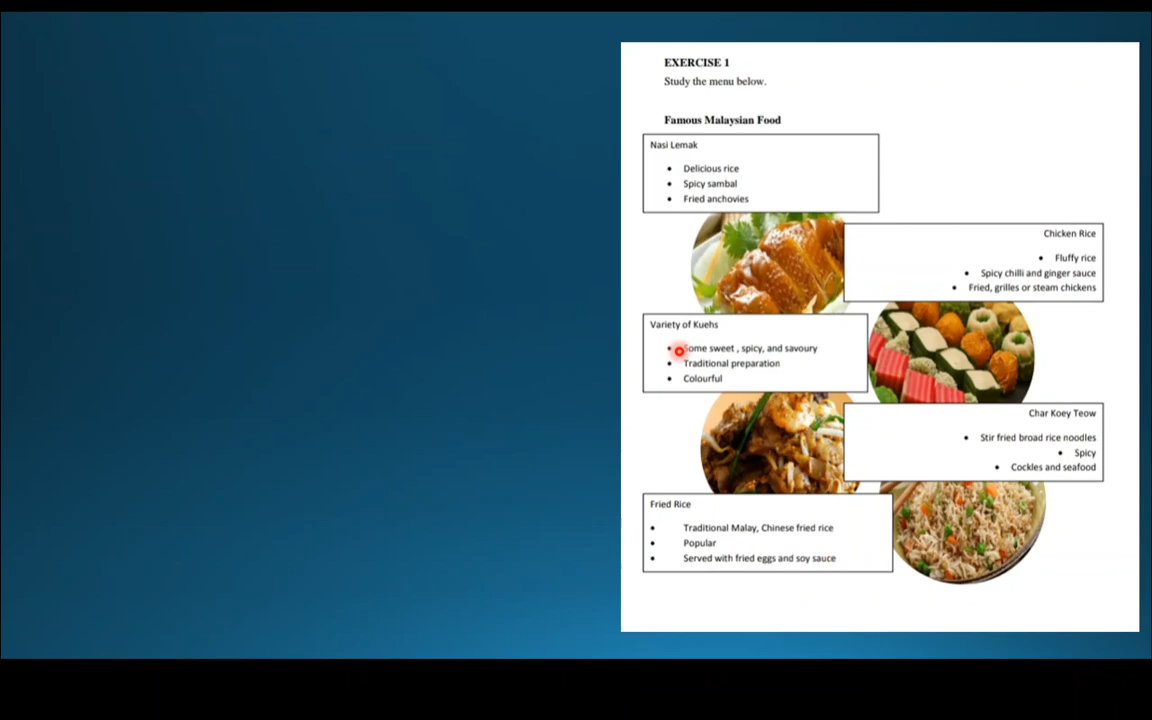 EXERCISE 1
Study the menu below.
Famous Malaysian Food
Nasi Lemak
• Delicious rice
• Spicy sambal
• Fried anchovies
Chicken Rice
• Fluffy rice
• Spicy chilli and ginger sauce
• Fried, grilles or steam chickens
Variety of Kuehs
• Some sweet , spicy, and savoury
• Traditional preparation
• Colourful
Char Koey Teow
• Stir fried broad rice noodles
• Spicy
• Cockles and seafood
Fried Rice
• Traditional Malay, Chinese fried rice
• Popular
• Served with fried eggs and soy sauce